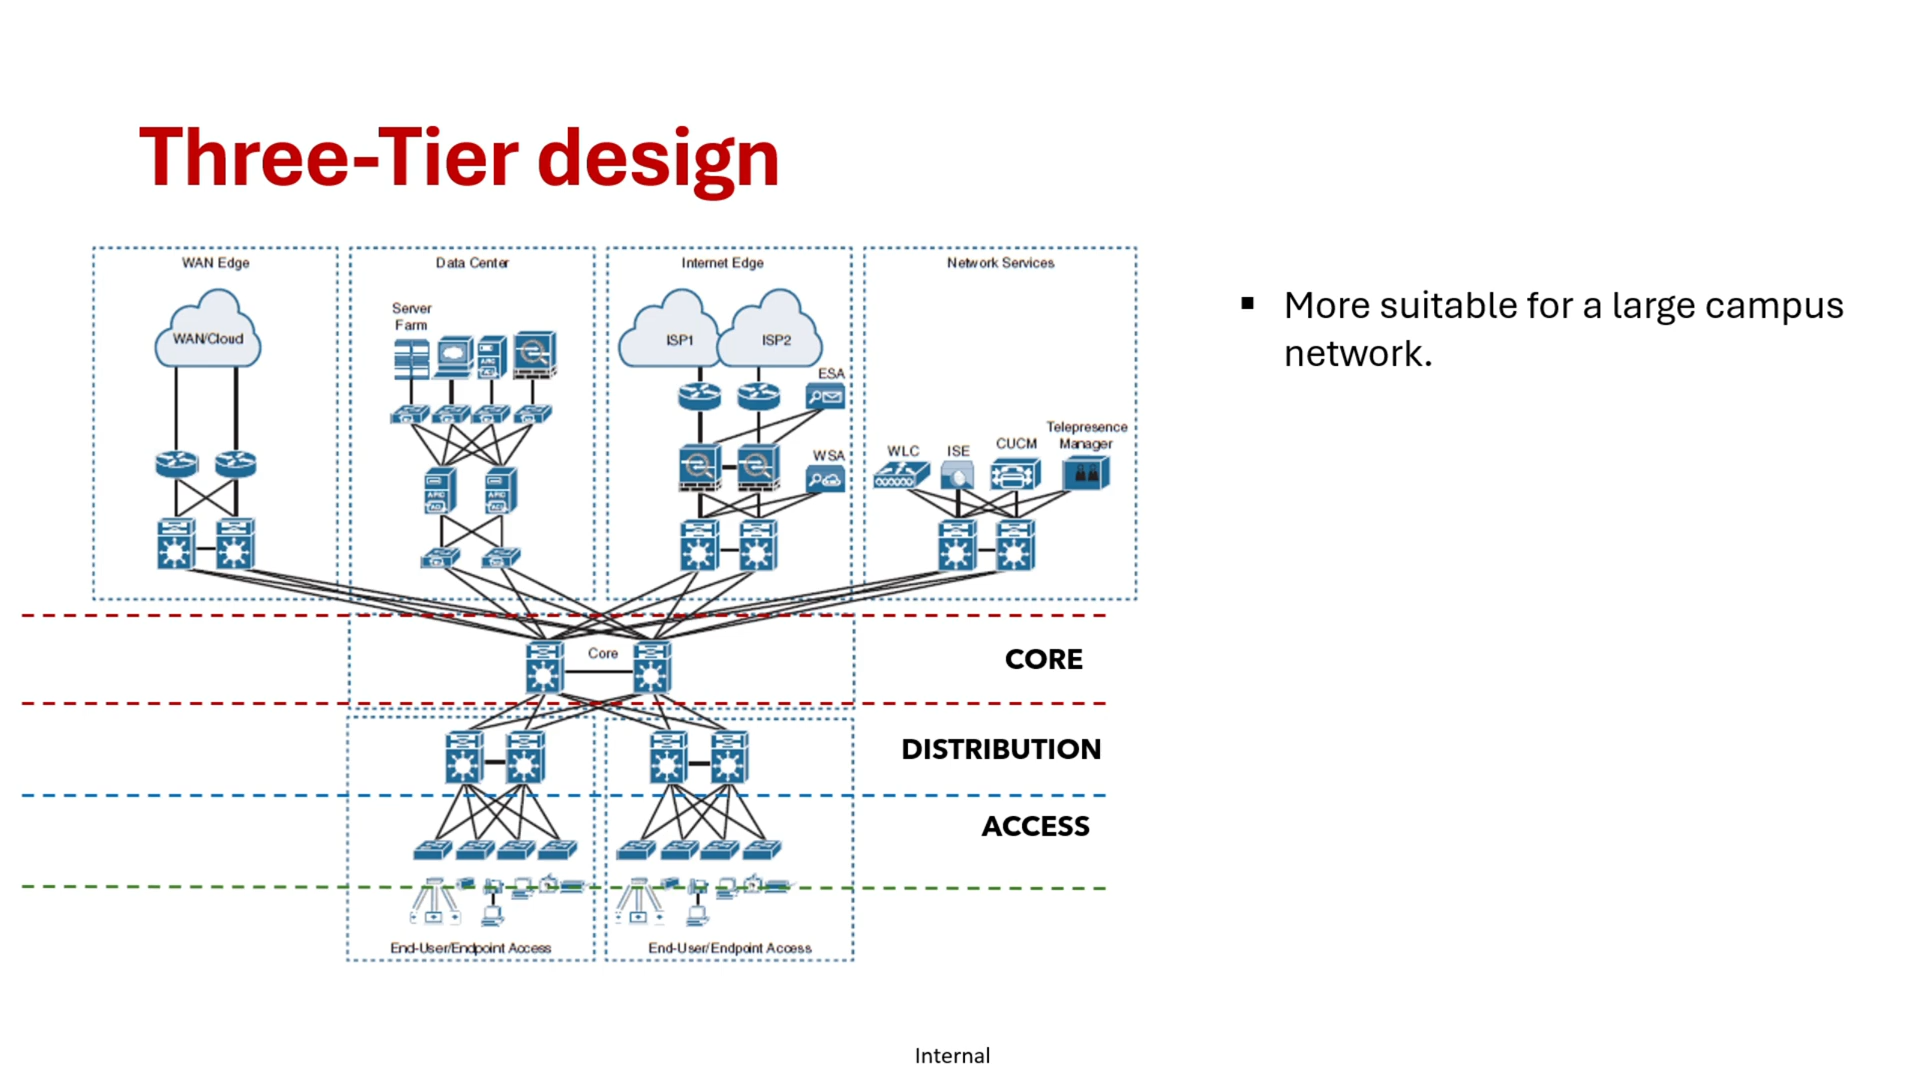 Three-Tier design
WAN Edge
Data Center
Internet Edge
Network Services
WAN/Cloud
Server
Farm
ISP1
ISP2
ESA
WSA
WLC
ISE
CUCM
Telepresence
Manager
Core
CORE
DISTRIBUTION
ACCESS
End-User/Endpoint Access
End-User/Endpoint Access
▪ More suitable for a large campus
network.
Internal